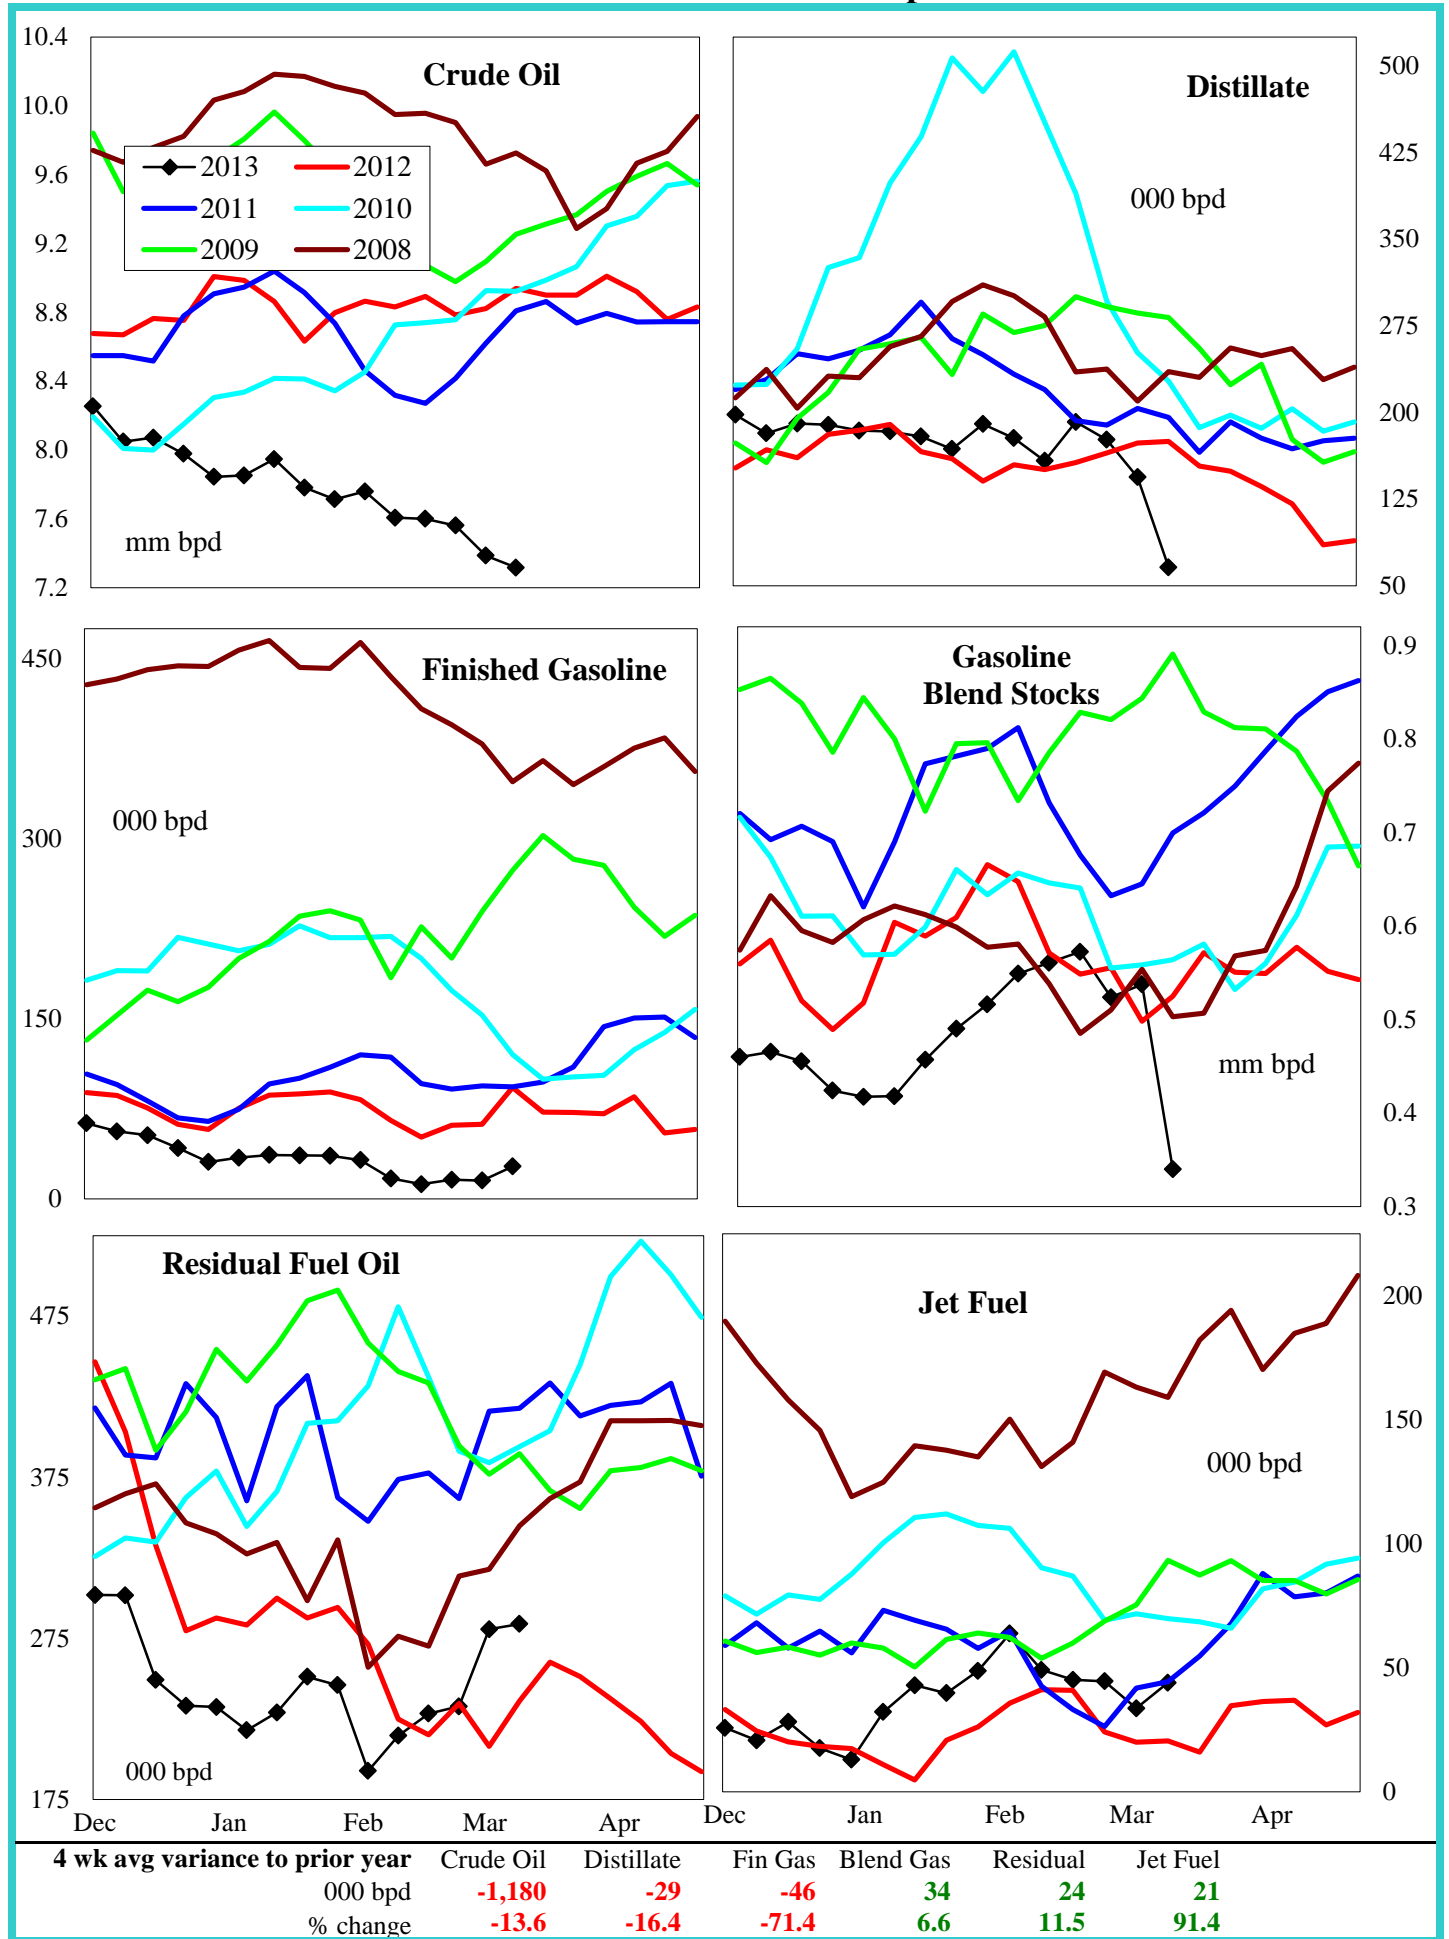 10.4
10.0
9.6
9.2
8.8
8.4
8.0
7.6
7.2
Crude Oil
2013 2012
2011 2010
2009 2008
mm bpd
Distillate
000 bpd
500
425
350
275
200
125
50
450
300
150
0
Finished Gasoline
000 bpd
Gasoline
Blend Stocks
mm bpd
0.9
0.8
0.7
0.6
0.5
0.4
0.3
475
375
275
175
Residual Fuel Oil
000 bpd
Dec Jan Feb Mar Apr
Jet Fuel
000 bpd
200
150
100
50
0
Dec Jan Feb Mar Apr
4 wk avg variance to prior year Crude Oil Distillate Fin Gas Blend Gas Residual Jet Fuel
000 bpd -1,180 -29 -46 34 24 21
% change -13.6 -16.4 -71.4 6.6 11.5 91.4